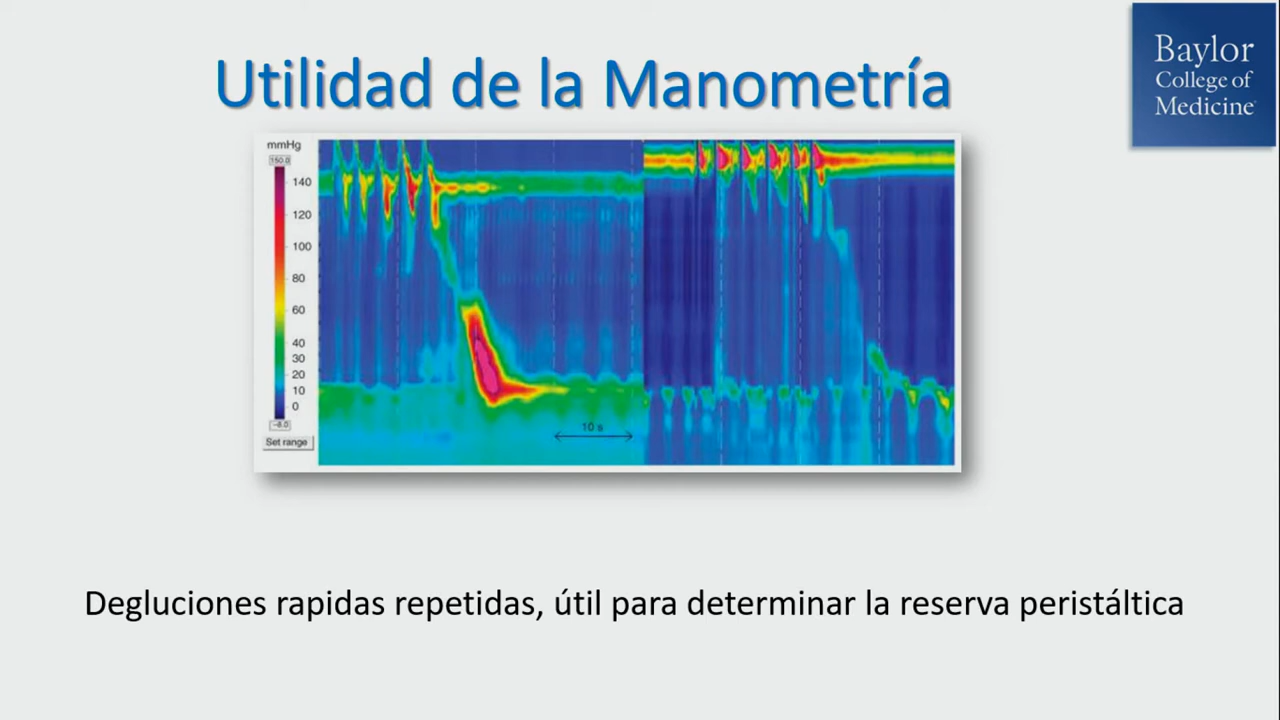 Utilidad de la Manometría
Baylor
College of
Medicine
mmHg
150.0
140
120
100
80
60
40
30
20
10
0
-6.0
Set range
10 s
Degluciones rapidas repetidas, útil para determinar la reserva peristáltica